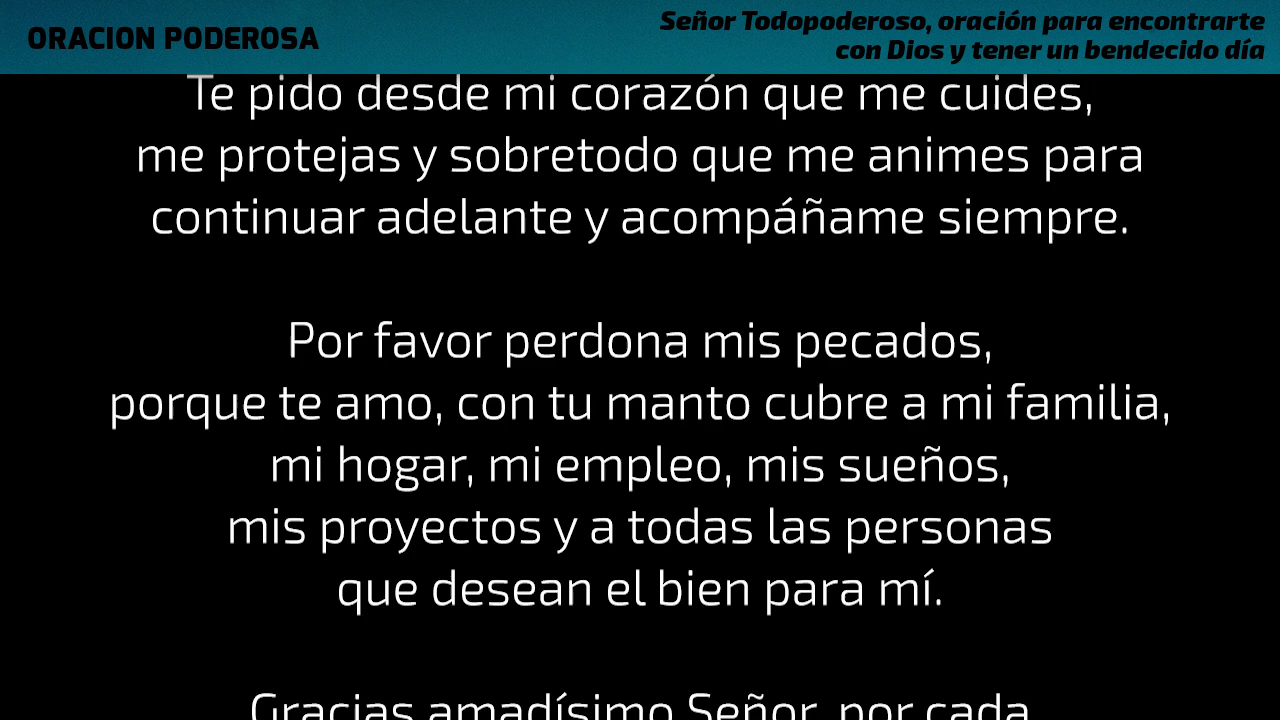 ORACION PODEROSA
Señor Todopoderoso, oración para encontrarte
con Dios y tener un bendecido día
Te pido desde mi corazón que me cuides,
me protejas y sobretodo que me animes para
continuar adelante y acompáñame siempre.
Por favor perdona mis pecados,
porque te amo, con tu manto cubre a mi familia,
mi hogar, mi empleo, mis sueños,
mis proyectos y a todas las personas
que desean el bien para mí.
Gracias amadísimo Señor, por cada